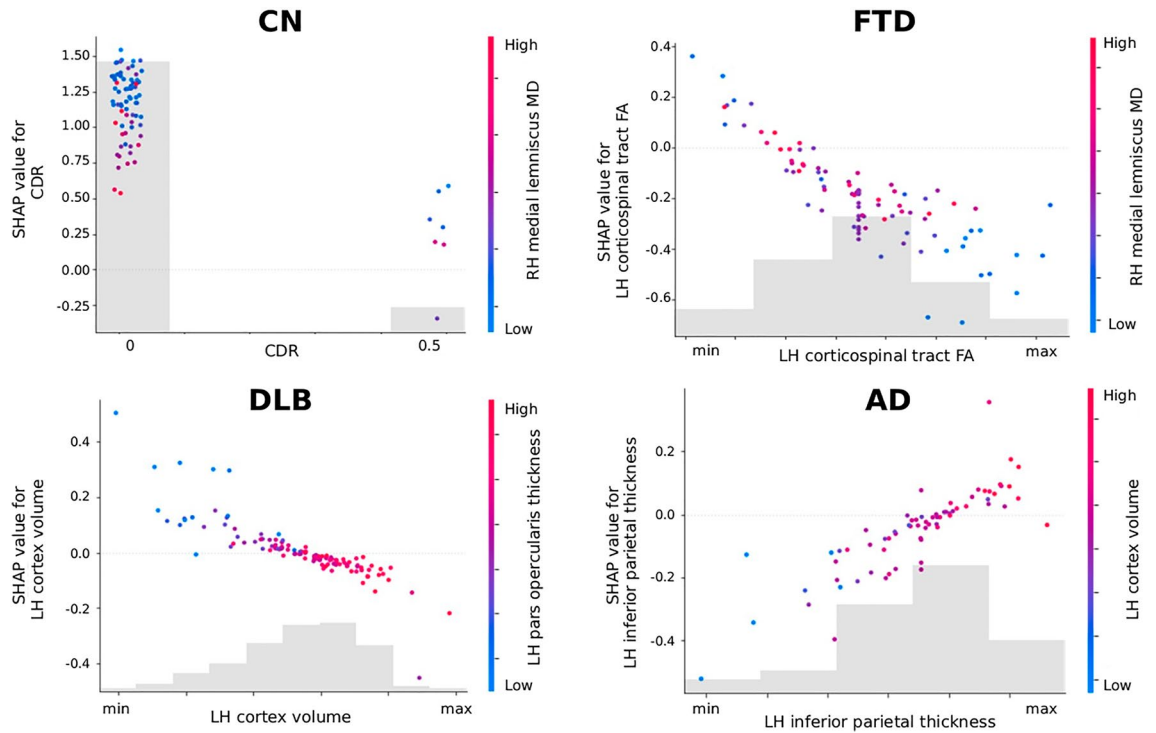 CN
SHAP value for
CDR
1.50
1.25
1.00
0.75
0.50
0.25
0.00
-0.25
0
CDR
0.5
High
RH medial lemniscus MD
Low
FTD
SHAP value for
LH corticospinal tract FA
0.4
0.2
0.0
-0.2
-0.4
-0.6
min
LH corticospinal tract FA
max
High
RH medial lemniscus MD
Low
DLB
SHAP value for
LH cortex volume
0.4
0.2
0.0
-0.2
-0.4
min
LH cortex volume
max
High
LH pars opercularis thickness
Low
AD
SHAP value for
LH inferior parietal thickness
0.2
0.0
-0.2
-0.4
min
LH inferior parietal thickness
max
High
LH cortex volume
Low